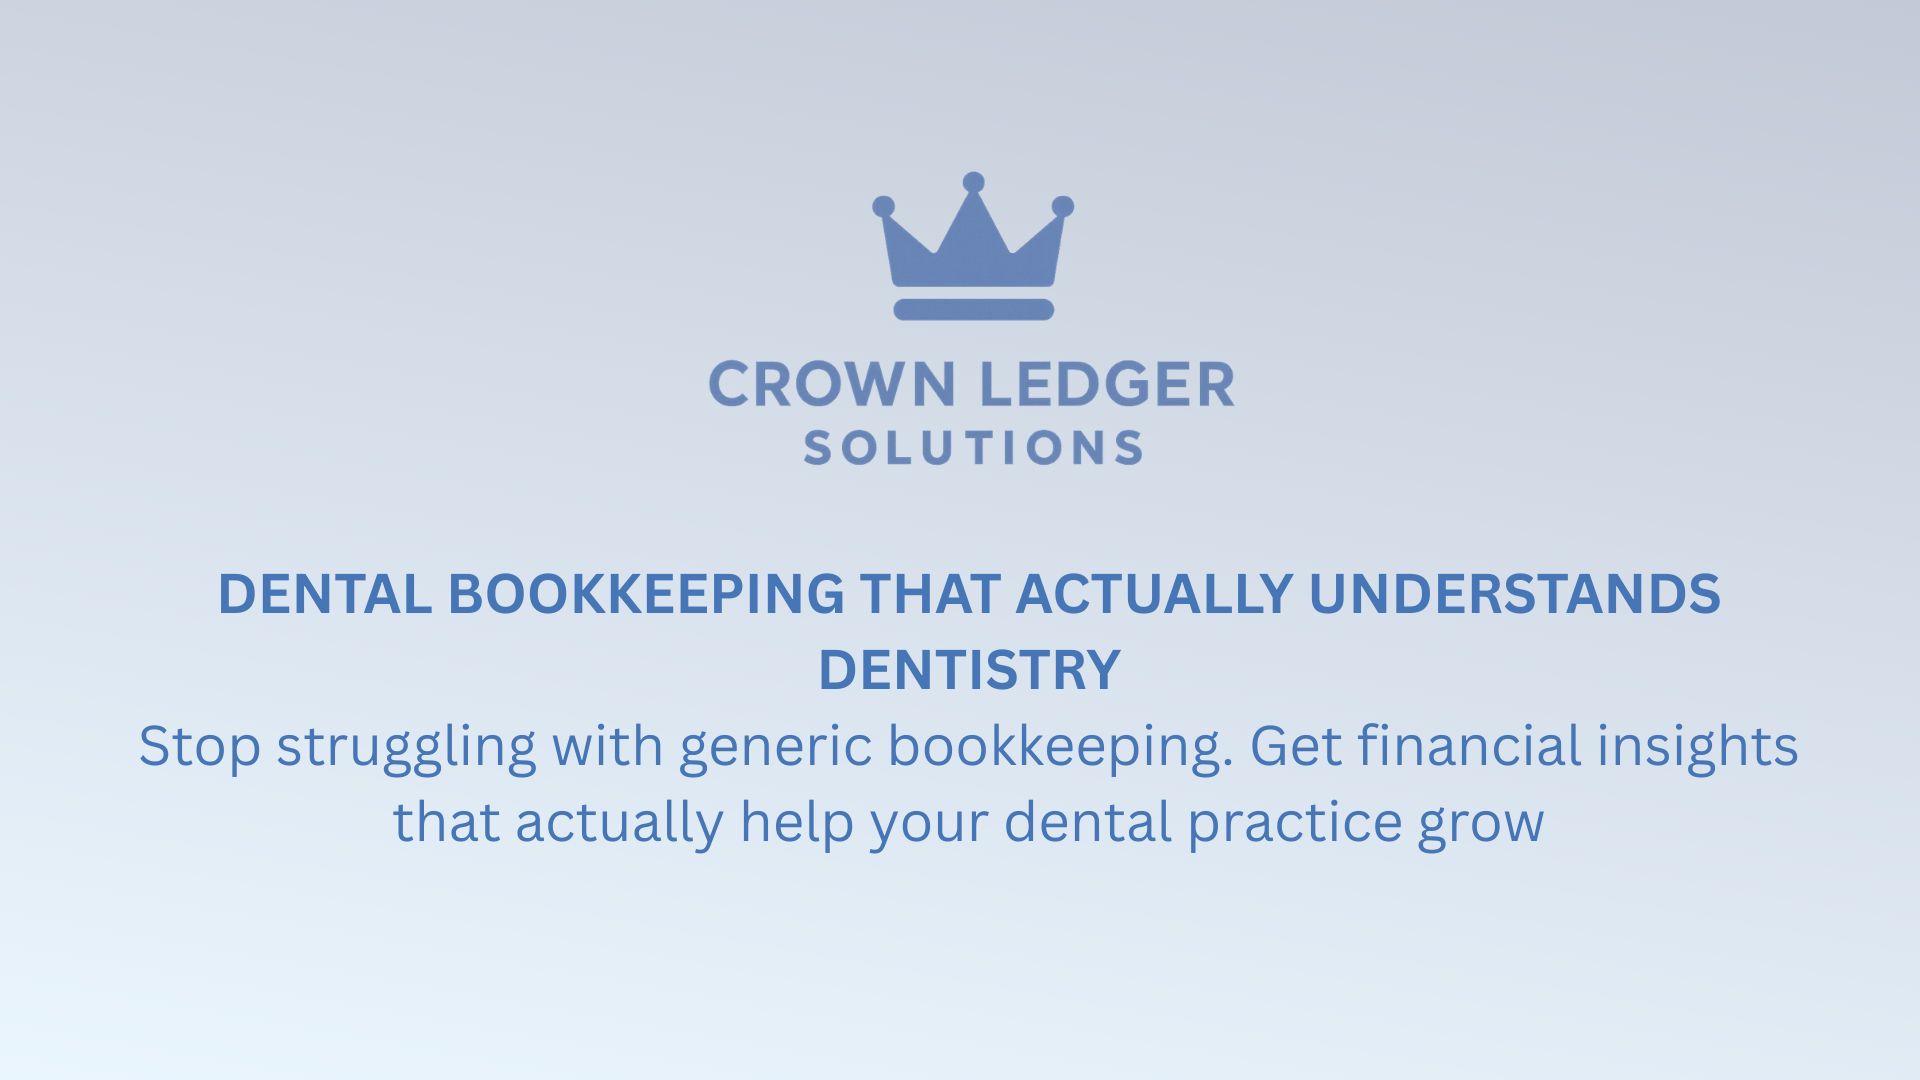 CROWN LEDGER
SOLUTIONS
DENTAL BOOKKEEPING THAT ACTUALLY UNDERSTANDS
DENTISTRY
Stop struggling with generic bookkeeping. Get financial insights
that actually help your dental practice grow